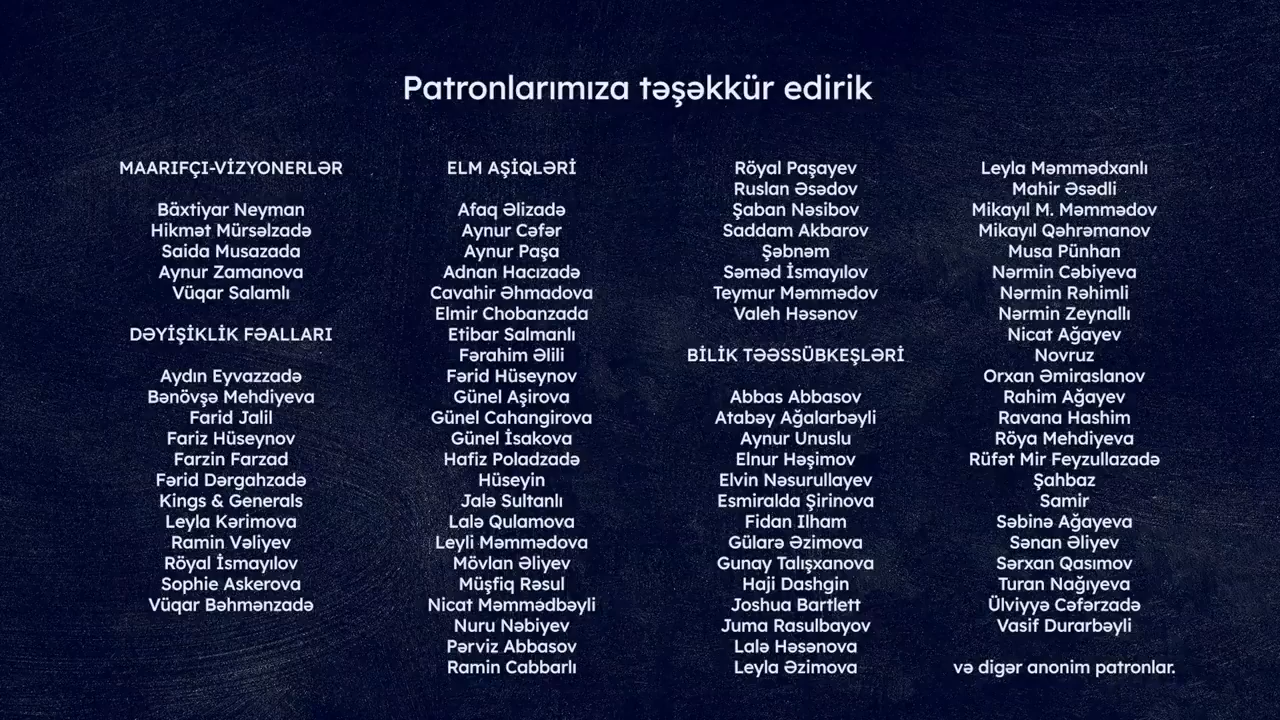 Patronlarımıza təşəkkür edirik
MAARIFÇI-VİZYONERLƏR
Bäxtiyar Neyman
Hikmət Mürsəlzadə
Saida Musazada
Aynur Zamanova
Vüqar Salamlı
DƏYİŞİKLİK FƏALLARI
Aydın Eyvazzadə
Bənövşə Mehdiyeva
Farid Jalil
Fariz Hüseynov
Farzin Farzad
Fərid Dərgahzadə
Kings & Generals
Leyla Kərimova
Ramin Vəliyev
Röyal İsmayılov
Sophie Askerova
Vüqar Bəhmənzadə
ELM AŞİQLƏRİ
Afaq Əlizadə
Aynur Cəfər
Aynur Paşa
Adnan Hacızadə
Cavahir Əhmadova
Elmir Chobanzada
Etibar Salmanlı
Fərahim Əlili
Fərid Hüseynov
Günel Aşirova
Günel Cahangirova
Günel İsakova
Hafiz Poladzadə
Hüseyin
Jalə Sultanlı
Lalə Qulamova
Leyli Məmmədova
Mövlan Əliyev
Müşfiq Rəsul
Nicat Məmmədbəyli
Nuru Nəbiyev
Pərviz Abbasov
Ramin Cabbarlı
Röyal Paşayev
Ruslan Əsədov
Şaban Nəsibov
Saddam Akbarov
Şəbnəm
Səməd İsmayılov
Teymur Məmmədov
Valeh Həsənov
BİLİK TƏƏSSÜBKEŞLƏRİ
Abbas Abbasov
Atabəy Ağalarbəyli
Aynur Unuslu
Elnur Həşimov
Elvin Nəsurullayev
Esmiralda Şirinova
Fidan Ilham
Gülarə Əzimova
Gunay Talışxanova
Haji Dashgin
Joshua Bartlett
Juma Rasulbayov
Lalə Həsənova
Leyla Əzimova
Leyla Məmmədxanlı
Mahir Əsədli
Mikayıl M. Məmmədov
Mikayıl Qəhrəmanov
Musa Pünhan
Nərmin Cəbiyeva
Nərmin Rəhimli
Nərmin Zeynallı
Nicat Ağayev
Novruz
Orxan Əmiraslanov
Rahim Ağayev
Ravana Hashim
Röya Mehdiyeva
Rüfət Mir Feyzullazadə
Şahbaz
Samir
Səbinə Ağayeva
Sənan Əliyev
Sərxan Qasımov
Turan Nağıyeva
Ülviyyə Cəfərzadə
Vasif Durarbəyli
və digər anonim patronlar.